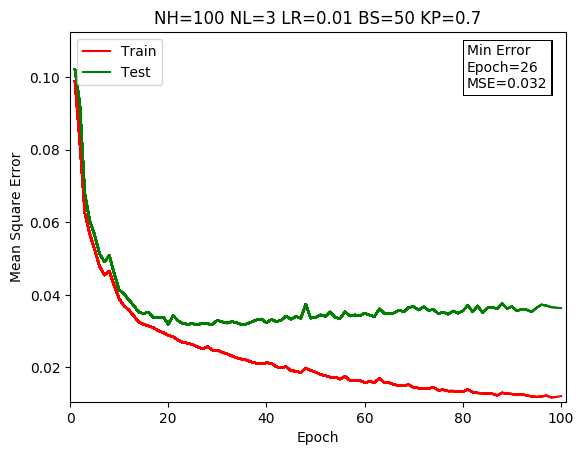 NH=100 NL=3 LR=0.01 BS=50 KP=0.7
Train
Test
Min Error
Epoch=26
MSE=0.032
0.10
0.08
0.06
0.04
0.02
Mean Square Error
0 20 40 60 80 100
Epoch